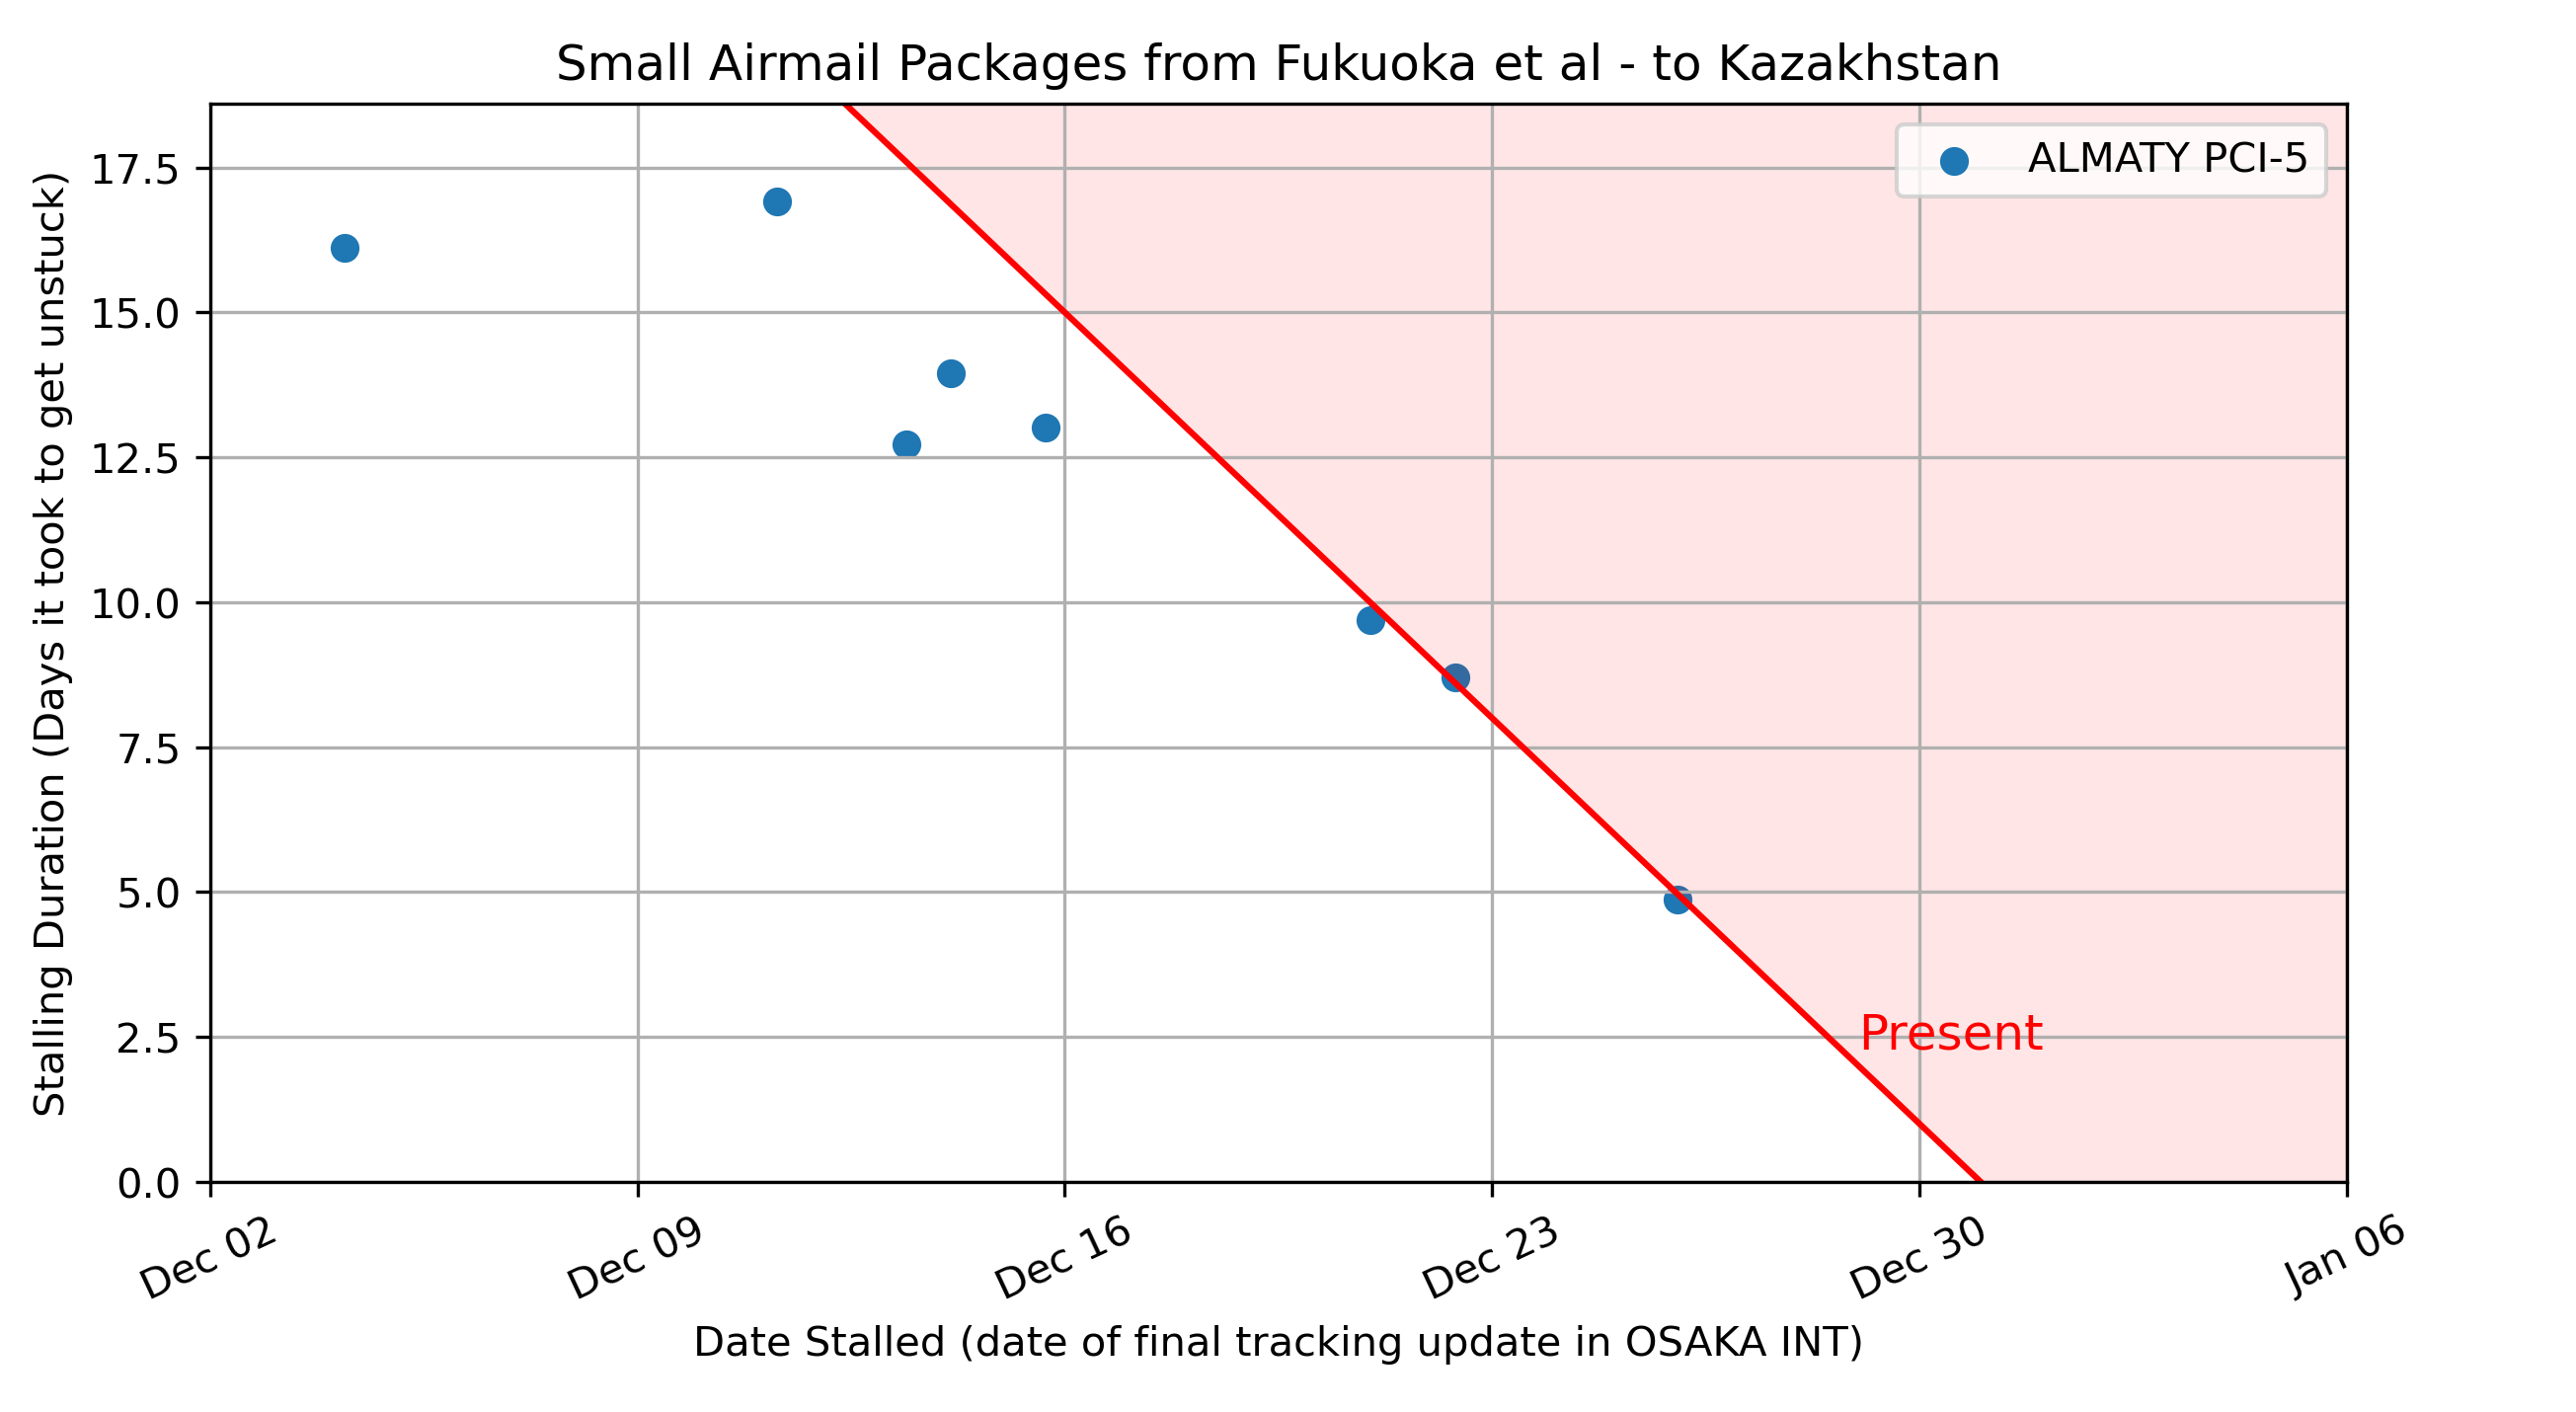 Small Airmail Packages from Fukuoka et al - to Kazakhstan
ALMATY PCI-5
Stalling Duration (Days it took to get unstuck)
17.5
15.0
12.5
10.0
7.5
5.0
2.5
0.0
Present
Dec 02
Dec 09
Dec 16
Dec 23
Dec 30
Jan 06
Date Stalled (date of final tracking update in OSAKA INT)